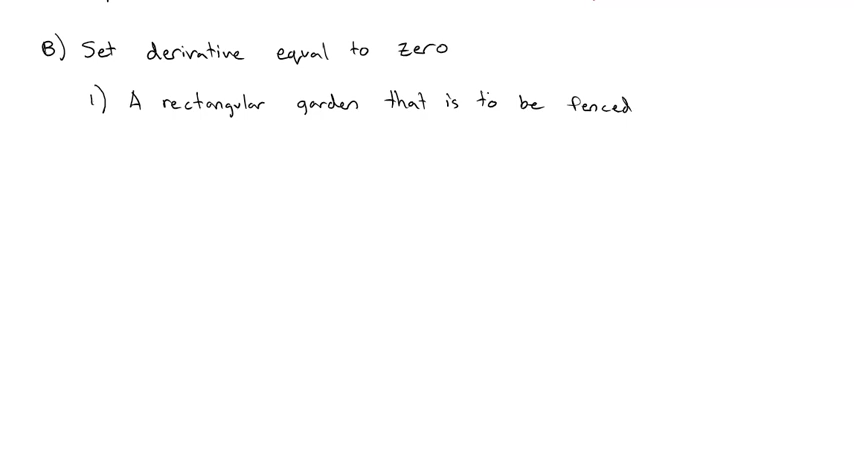 B) Set derivative equal to zero
1) A rectangular garden that is to be fenced